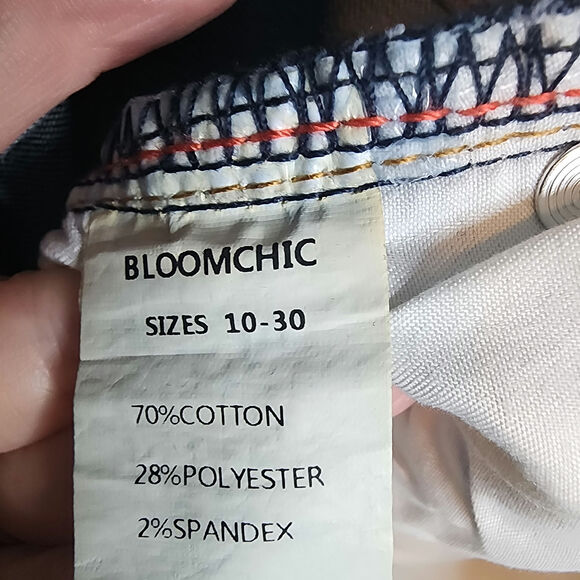 BLOOMCHIC
SIZES 10-30
70%COTTON
28%POLYESTER
2%SPANDEX